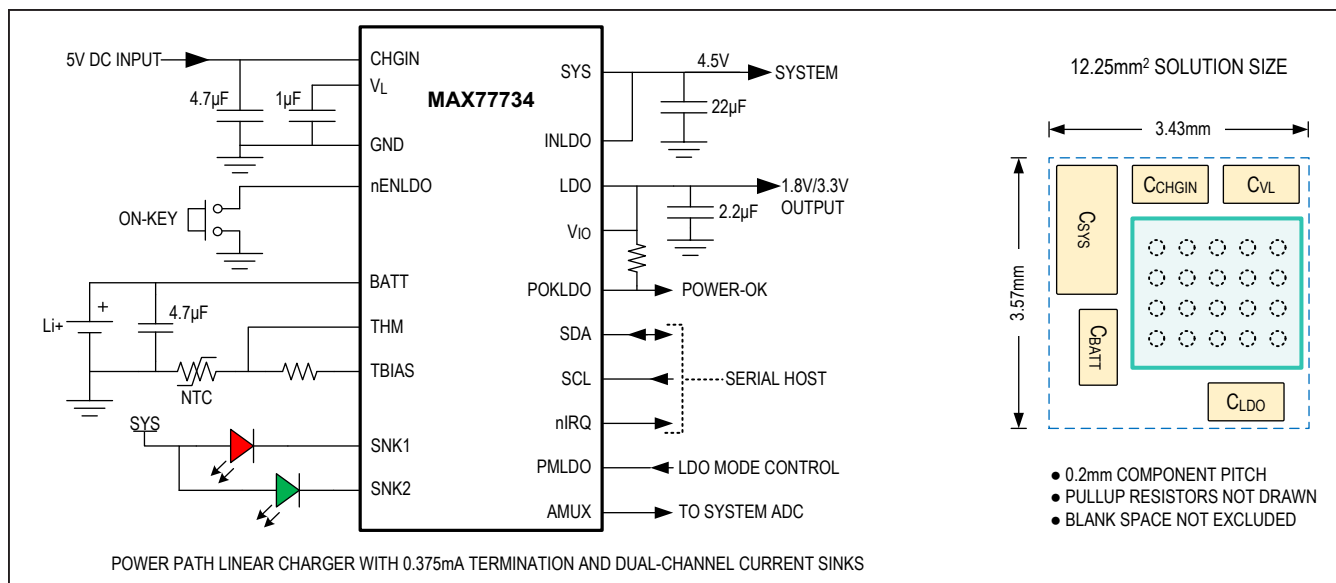 5V DC INPUT
4.7µF
1µF
CHGIN
VL
GND
nENLDO
ON-KEY
BATT
Li+
+
4.7µF
THM
TBIAS
NTC
SYS
SNK1
SNK2
MAX77734
SYS
4.5V
SYSTEM
22µF
INLDO
LDO
1.8V/3.3V
OUTPUT
2.2µF
VIO
POKLDO
POWER-OK
SDA
SCL
SERIAL HOST
nIRQ
PMLDO
LDO MODE CONTROL
AMUX
TO SYSTEM ADC
POWER PATH LINEAR CHARGER WITH 0.375mA TERMINATION AND DUAL-CHANNEL CURRENT SINKS
12.25mm² SOLUTION SIZE
3.43mm
3.57mm
CSYS
CCHGIN
CVL
CBATT
CLDO
● 0.2mm COMPONENT PITCH
● PULLUP RESISTORS NOT DRAWN
● BLANK SPACE NOT EXCLUDED